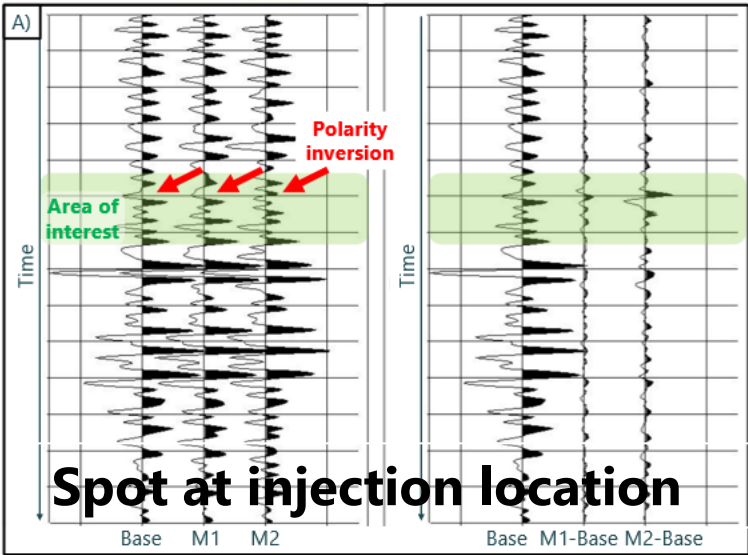 A)
Polarity
inversion
Area of
interest
Time
Time
Spot at injection location
Base M1 M2
Base M1-Base M2-Base